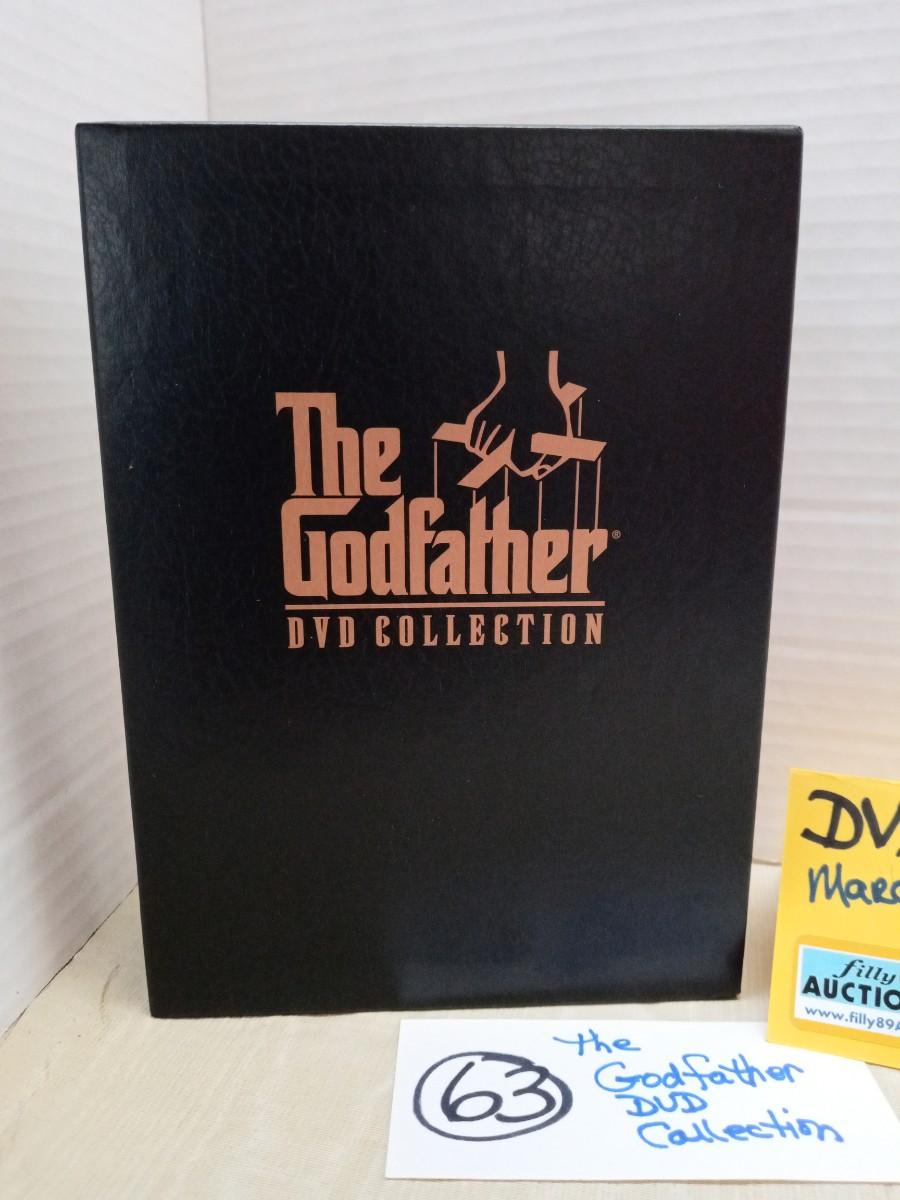 The
Godfather®
DVD COLLECTION
DV
Marc
filly
AUCTIO
www.filly89A
63
the
Godfather
DVD
Collection